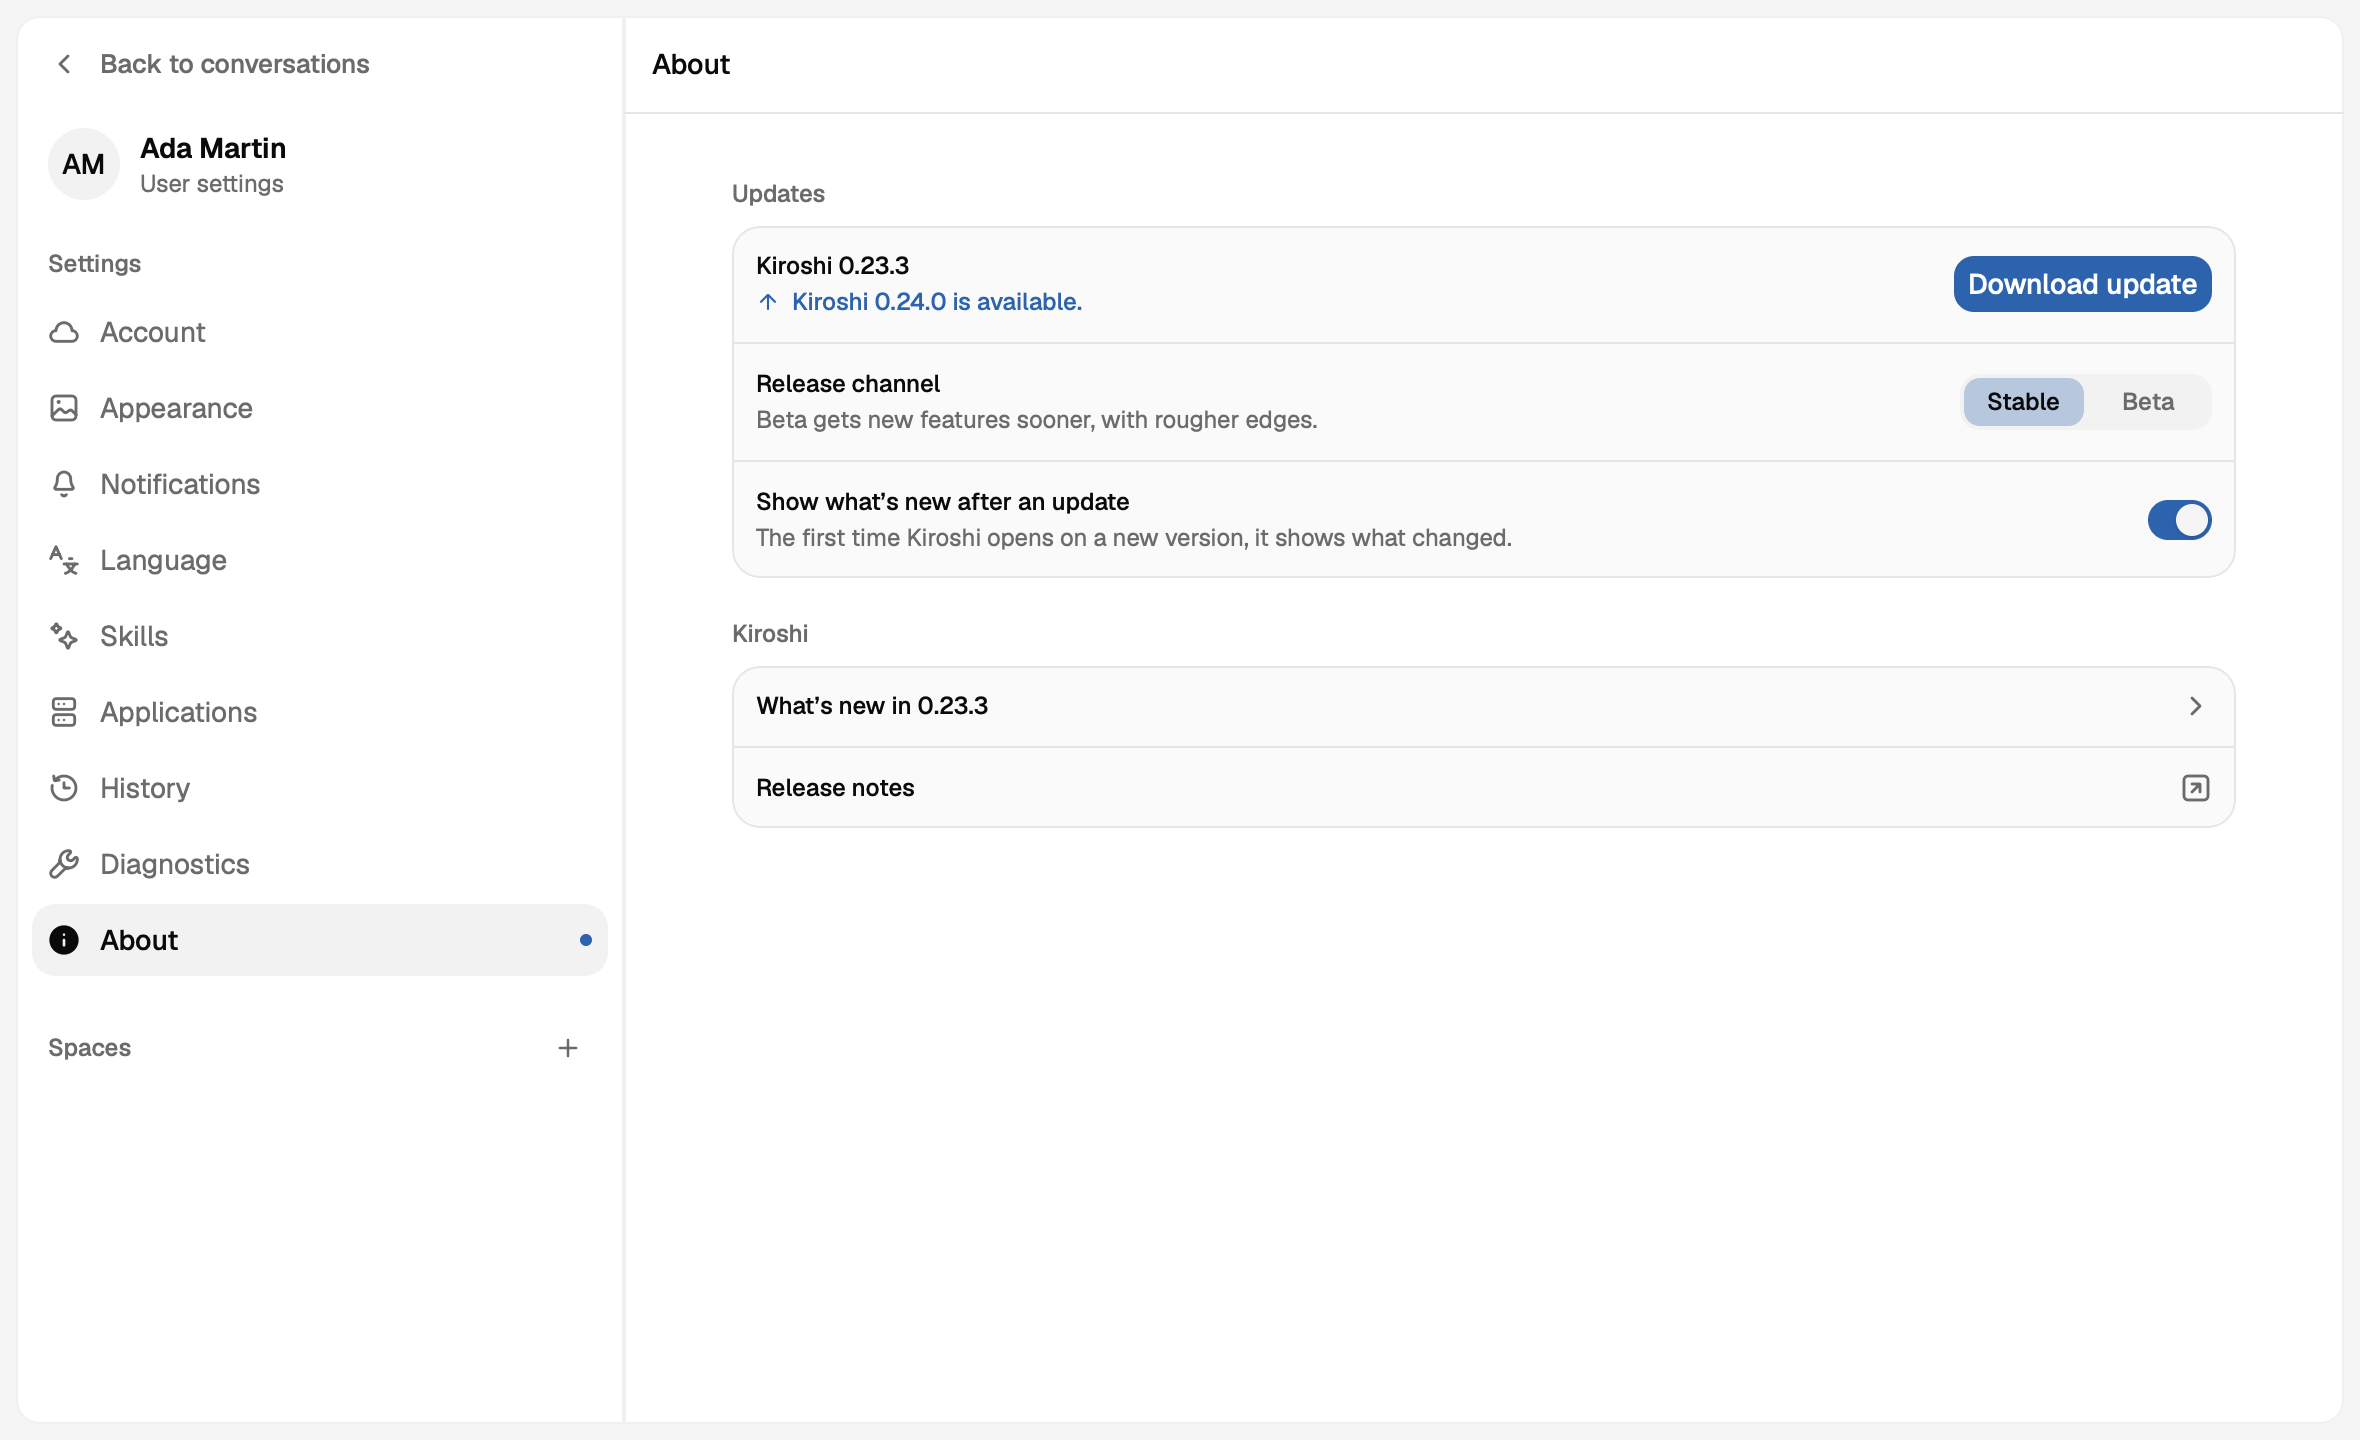 Back to conversations
AM
Ada Martin
User settings
Settings
Account
Appearance
Notifications
Language
Skills
Applications
History
Diagnostics
About
Spaces
About
Updates
Kiroshi 0.23.3
Kiroshi 0.24.0 is available.
Download update
Release channel
Beta gets new features sooner, with rougher edges.
Stable
Beta
Show what’s new after an update
The first time Kiroshi opens on a new version, it shows what changed.
Kiroshi
What’s new in 0.23.3
Release notes